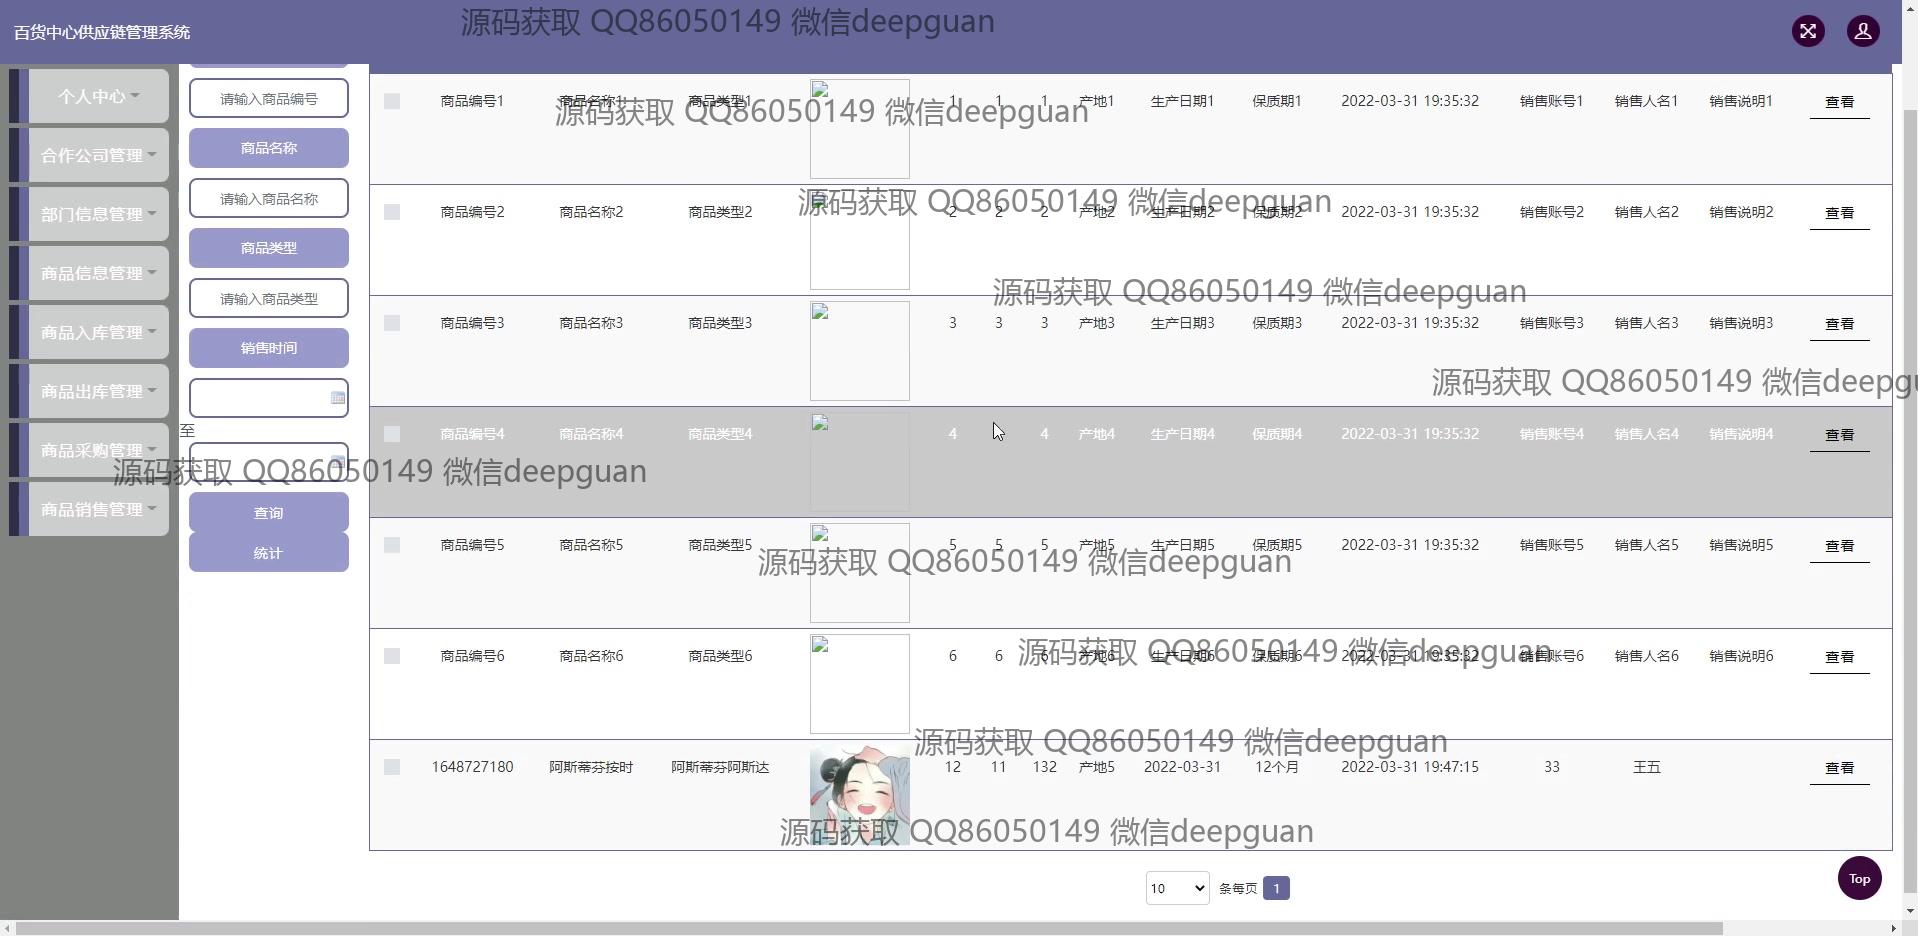 百货中心供应链管理系统
源码获取 QQ86050149 微信deepguan
个人中心
合作公司管理
部门信息管理
商品信息管理
商品入库管理
商品出库管理
商品采购管理
商品销售管理
请输入商品编号
商品名称
请输入商品名称
商品类型
请输入商品类型
销售时间
至
查询
统计
商品编号1 商品名称1 商品类型1 1 1 1 产地1 生产日期1 保质期1 2022-03-31 19:35:32 销售账号1 销售人名1 销售说明1 查看
源码获取 QQ86050149 微信deepguan
源码获取 QQ86050149 微信deepguan
商品编号2 商品名称2 商品类型2 2 2 2 产地2 生产日期2 保质期2 2022-03-31 19:35:32 销售账号2 销售人名2 销售说明2 查看
源码获取 QQ86050149 微信deepguan
商品编号3 商品名称3 商品类型3 3 3 3 产地3 生产日期3 保质期3 2022-03-31 19:35:32 销售账号3 销售人名3 销售说明3 查看
源码获取 QQ86050149 微信deepgu
商品编号4 商品名称4 商品类型4 4 4 产地4 生产日期4 保质期4 2022-03-31 19:35:32 销售账号4 销售人名4 销售说明4 查看
源码获取 QQ86050149 微信deepguan
商品编号5 商品名称5 商品类型5 5 5 5 产地5 生产日期5 保质期5 2022-03-31 19:35:32 销售账号5 销售人名5 销售说明5 查看
源码获取 QQ86050149 微信deepguan
商品编号6 商品名称6 商品类型6 6 6 6 产地6 生产日期6 保质期6 2022-03-31 19:35:32 销售账号6 销售人名6 销售说明6 查看
源码获取 QQ86050149 微信deepguan
源码获取 QQ86050149 微信deepguan
1648727180 阿斯蒂芬按时 阿斯蒂芬阿斯达 12 11 132 产地5 2022-03-31 12个月 2022-03-31 19:47:15 33 王五 查看
源码获取 QQ86050149 微信deepguan
10 条每页 1
Top